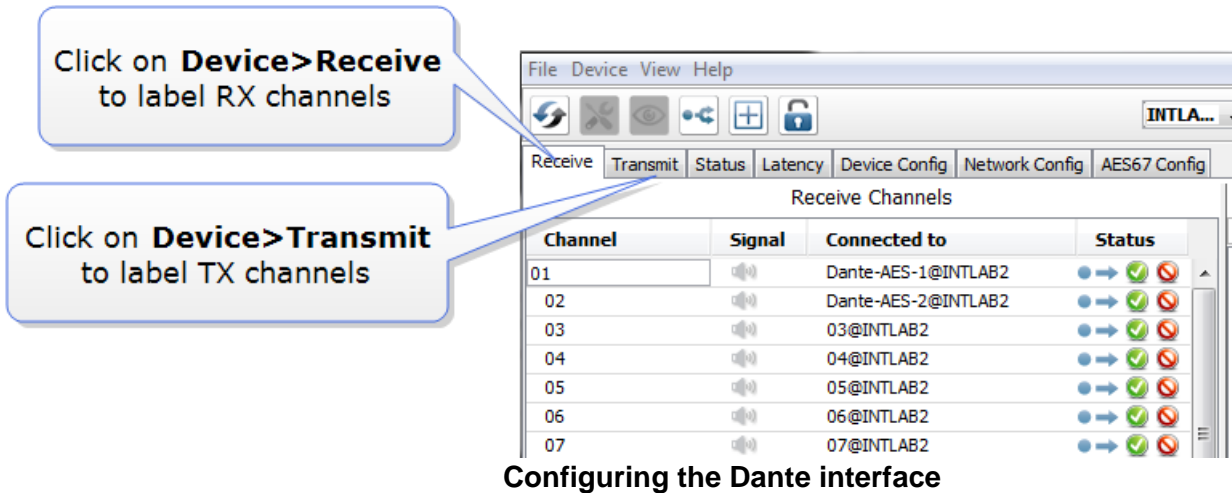 Click on Device>Receive
to label RX channels
Click on Device>Transmit
to label TX channels
File Device View Help
INTLA...
Receive Transmit Status Latency Device Config Network Config AES67 Config
Receive Channels
Channel Signal Connected to Status
01 Dante-AES-1@INTLAB2
02 Dante-AES-2@INTLAB2
03 03@INTLAB2
04 04@INTLAB2
05 05@INTLAB2
06 06@INTLAB2
07 07@INTLAB2
Configuring the Dante interface